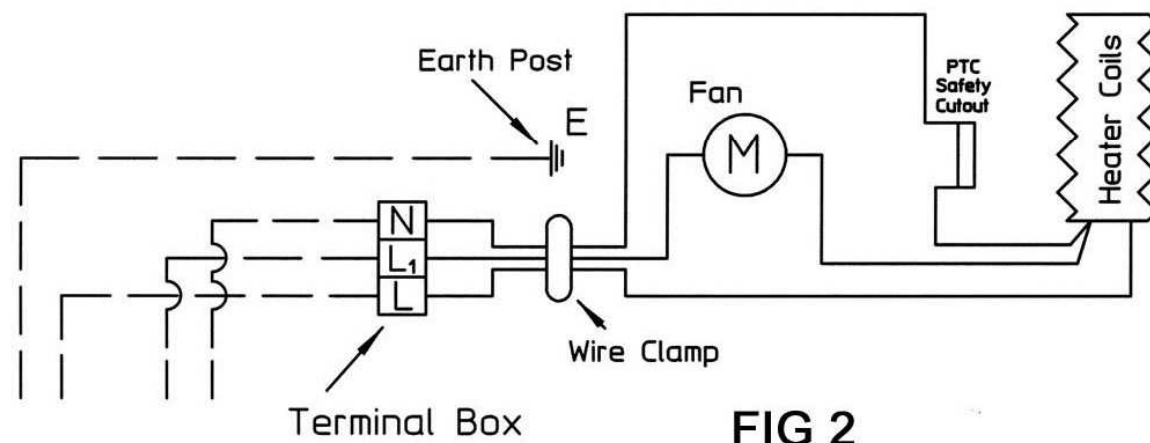 Earth Post
E
Fan
M
PTC
Safety
Cutout
Heater Coils
N
L₁
L
Wire Clamp
Terminal Box
FIG 2